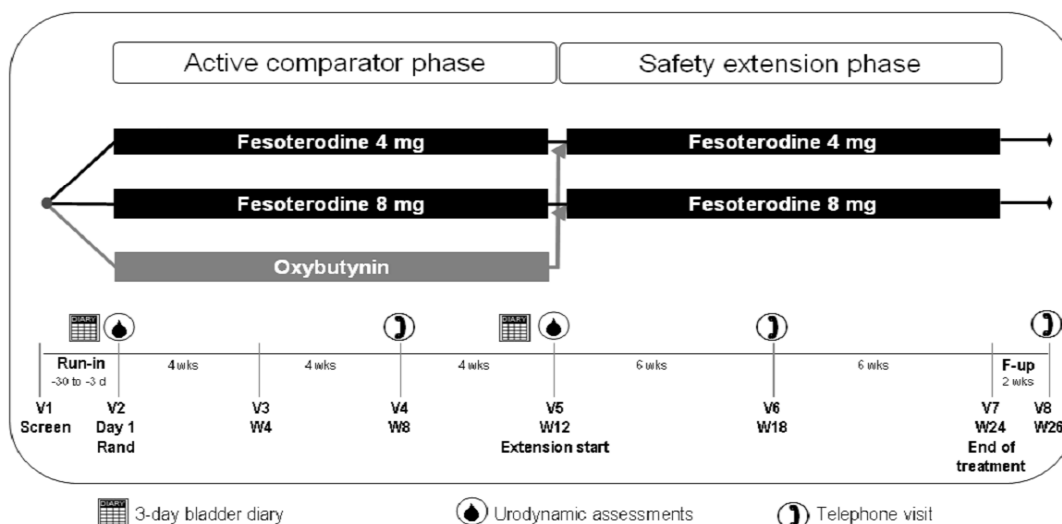 Active comparator phase
Safety extension phase
Fesoterodine 4 mg
Fesoterodine 4 mg
Fesoterodine 8 mg
Fesoterodine 8 mg
Oxybutynin
DIARY
DIARY
Run-in
-30 to -3 d
4 wks
4 wks
4 wks
6 wks
6 wks
F-up
2 wks
V1
Screen
V2
Day 1
Rand
V3
W4
V4
W8
V5
W12
Extension start
V6
W18
V7
W24
End of
treatment
V8
W26
DIARY
3-day bladder diary
Urodynamic assessments
Telephone visit